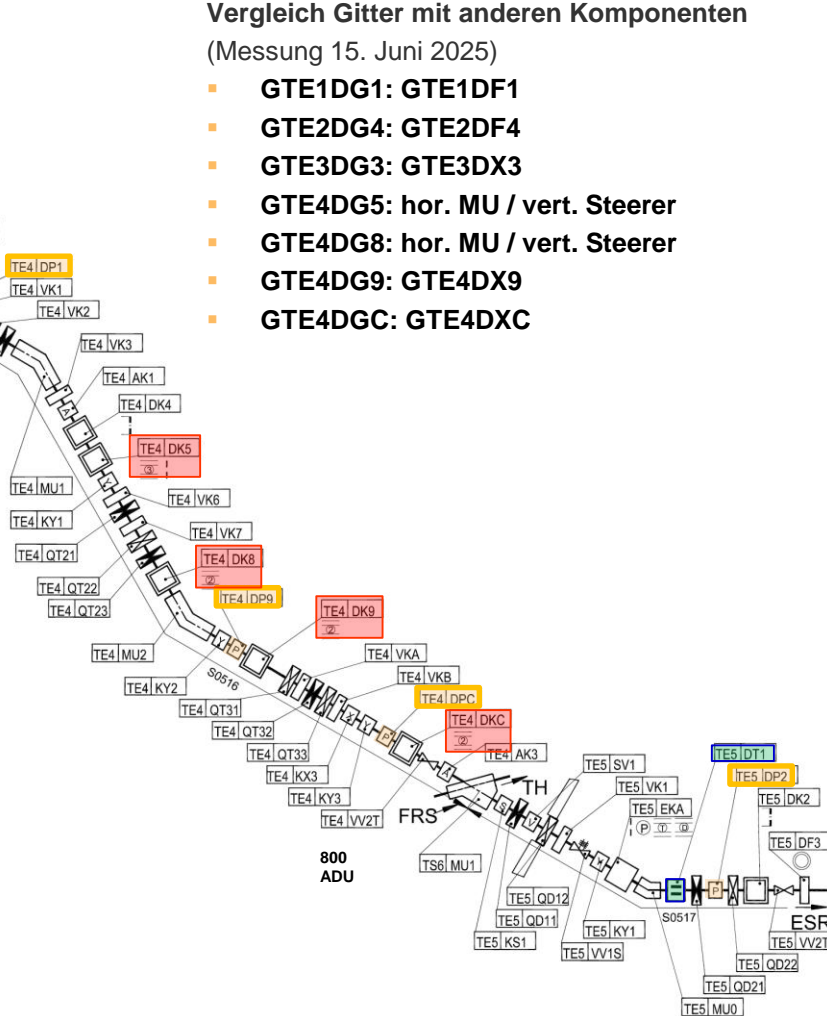 Vergleich Gitter mit anderen Komponenten
(Messung 15. Juni 2025)
▪ GTE1DG1: GTE1DF1
▪ GTE2DG4: GTE2DF4
▪ GTE3DG3: GTE3DX3
▪ GTE4DG5: hor. MU / vert. Steerer
▪ GTE4DG8: hor. MU / vert. Steerer
▪ GTE4DG9: GTE4DX9
▪ GTE4DGC: GTE4DXC
TE4 DP1
TE4 VK1
TE4 VK2
TE4 VK3
TE4 AK1
A
TE4 DK4
TE4 DK5
③
TE4 MU1
Y
TE4 VK6
TE4 KY1
TE4 VK7
TE4 QT21
TE4 DK8
②
TE4 QT22
TE4 DP9
TE4 QT23
TE4 DK9
②
Y
P
TE4 MU2
TE4 VKA
S0516
TE4 VKB
TE4 KY2
TE4 DPC
TE4 QT31
X
Y
TE4 DKC
TE4 QT32
P
②
TE4 QT33
TE4 AK3
TE5 DT1
A
TE5 SV1
TE5 DP2
TE4 KX3
TH
TE5 VK1
TE4 KY3
TE5 DK2
FRS
S
TE5 EKA
TE4 VV2T
V
P T D
TE5 DF3
800
ADU
TS6 MU1
X
P
TE5 QD12
S0517
ESR
TE5 QD11
TE5 KY1
TE5 KS1
TE5 VV2T
TE5 VV1S
TE5 QD22
TE5 QD21
TE5 MU0